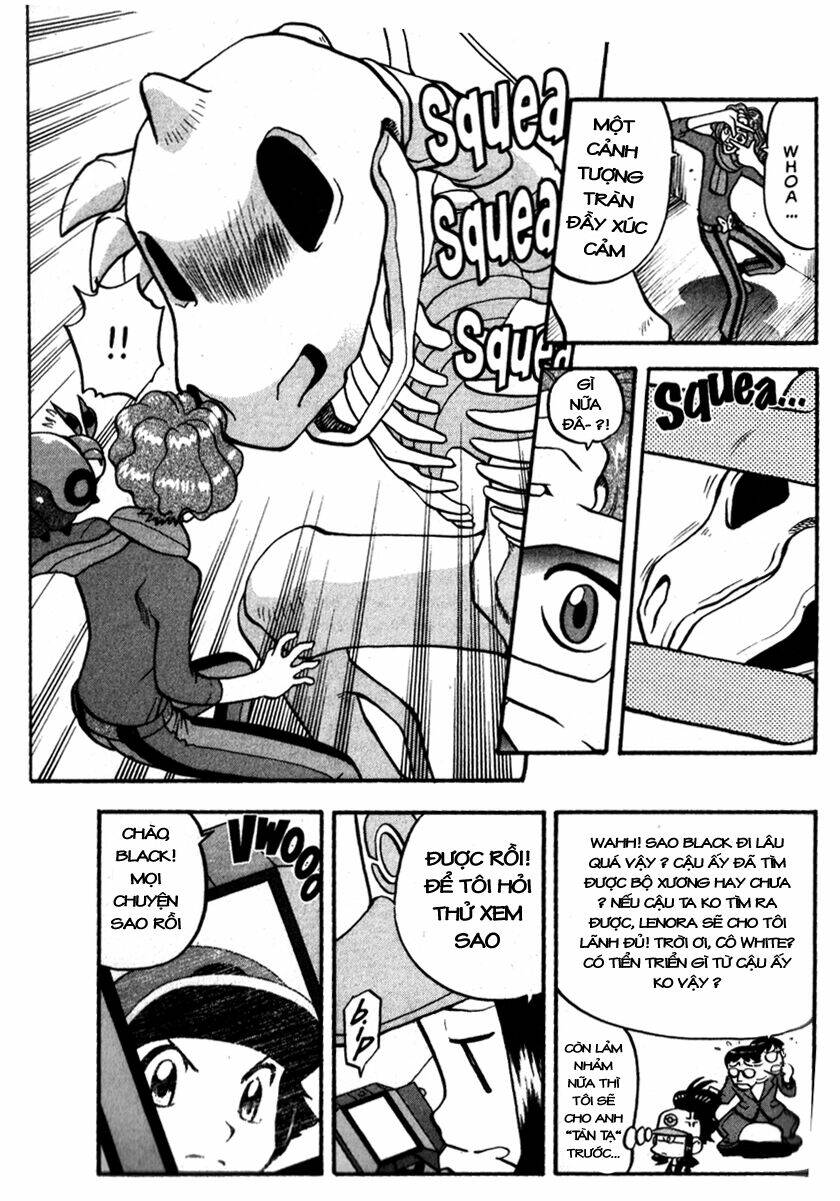 WHOA...
MỘT
CẢNH
TƯỢNG
TRÀN
ĐẦY XÚC
CẢM
Squea
Squea
Squea
!!
Squea...
GÌ
NỮA
ĐÂ- ?!
WAHH! SAO BLACK ĐI LÂU
QUÁ VẬY ? CẬU ẤY ĐÃ TÌM
ĐƯỢC BỘ XƯƠNG HAY CHƯA
? NẾU CẬU TA KO TÌM RA
ĐƯỢC, LENORA SẼ CHO TÔI
LÃNH ĐỦ! TRỜI ƠI, CÔ WHITE?
CÓ TIẾN TRIỂN GÌ TỪ CẬU ẤY
KO VẬY ?
CÒN LẢM
NHẢM
NỮA THÌ
TÔI SẼ
CHO ANH
"TÀN TẠ"
TRƯỚC...
ĐƯỢC RỒI!
ĐỂ TÔI HỎI
THỬ XEM
SAO
b.ip
VWOOO
CHÀO,
BLACK!
MỌI
CHUYỆN
SAO RỒI